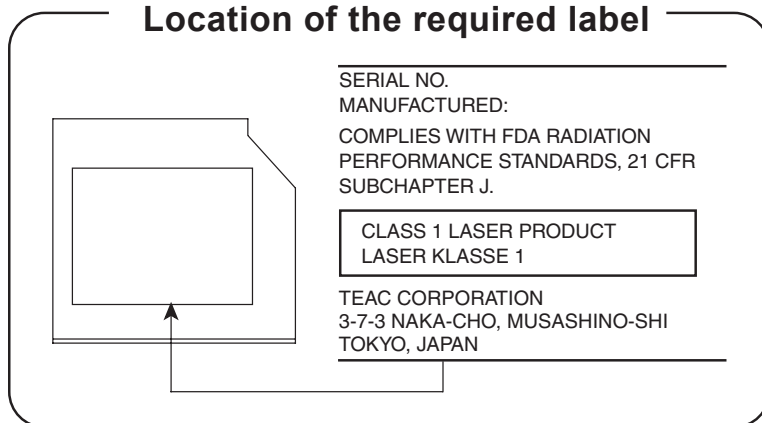 Location of the required label
SERIAL NO.
MANUFACTURED:
COMPLIES WITH FDA RADIATION
PERFORMANCE STANDARDS, 21 CFR
SUBCHAPTER J.
CLASS 1 LASER PRODUCT
LASER KLASSE 1
TEAC CORPORATION
3-7-3 NAKA-CHO, MUSASHINO-SHI
TOKYO, JAPAN